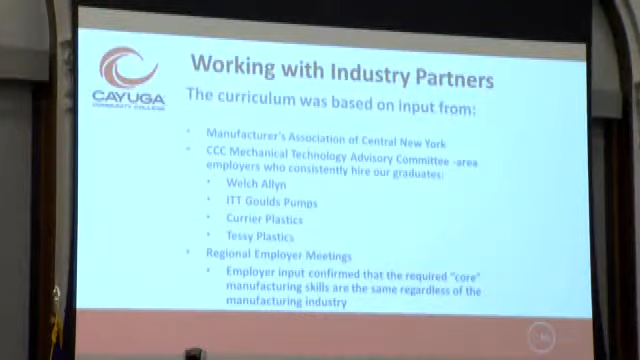 CAYUGA
COMMUNITY COLLEGE
Working with Industry Partners
The curriculum was based on input from:
• Manufacturer's Association of Central New York
• CCC Mechanical Technology Advisory Committee -area
employers who consistently hire our graduates:
• Welch Allyn
• ITT Goulds Pumps
• Currier Plastics
• Tessy Plastics
• Regional Employer Meetings
• Employer input confirmed that the required "core"
manufacturing skills are the same regardless of the
manufacturing industry